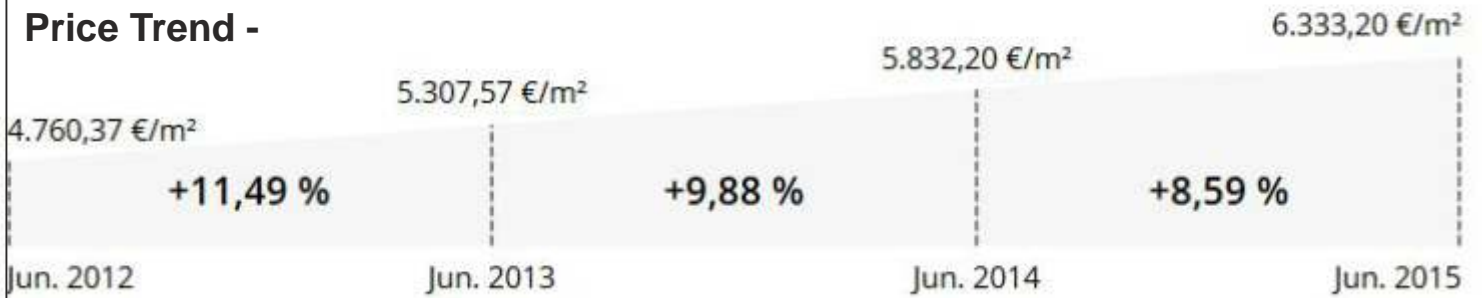 Price Trend -
4.760,37 €/m²
5.307,57 €/m²
5.832,20 €/m²
6.333,20 €/m²
+11,49 %
+9,88 %
+8,59 %
Jun. 2012
Jun. 2013
Jun. 2014
Jun. 2015